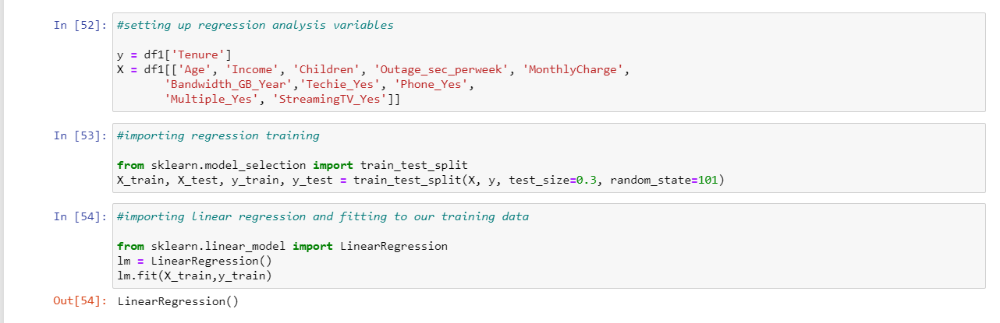 In [52]: #setting up regression analysis variables
y = df1['Tenure']
X = df1[['Age', 'Income', 'Children', 'Outage_sec_perweek', 'MonthlyCharge',
'Bandwidth_GB_Year','Techie_Yes', 'Phone_Yes',
'Multiple_Yes', 'StreamingTV_Yes']]
In [53]: #importing regression training
from sklearn.model_selection import train_test_split
X_train, X_test, y_train, y_test = train_test_split(X, y, test_size=0.3, random_state=101)
In [54]: #importing linear regression and fitting to our training data
from sklearn.linear_model import LinearRegression
lm = LinearRegression()
lm.fit(X_train,y_train)
Out[54]: LinearRegression()